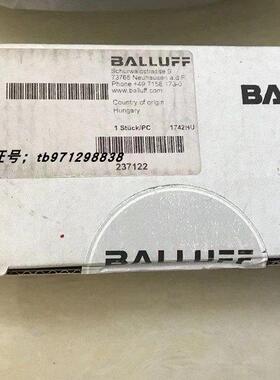 BALLUFF
Schurwaldstrasse 9
73765 Neuhausen a.d.F.
Phone +49 7158 173-0
www.balluff.com
Country of origin
Hungary
1 Stück/PC 1742HU
证号；tb971298838
237122
BALLUFF